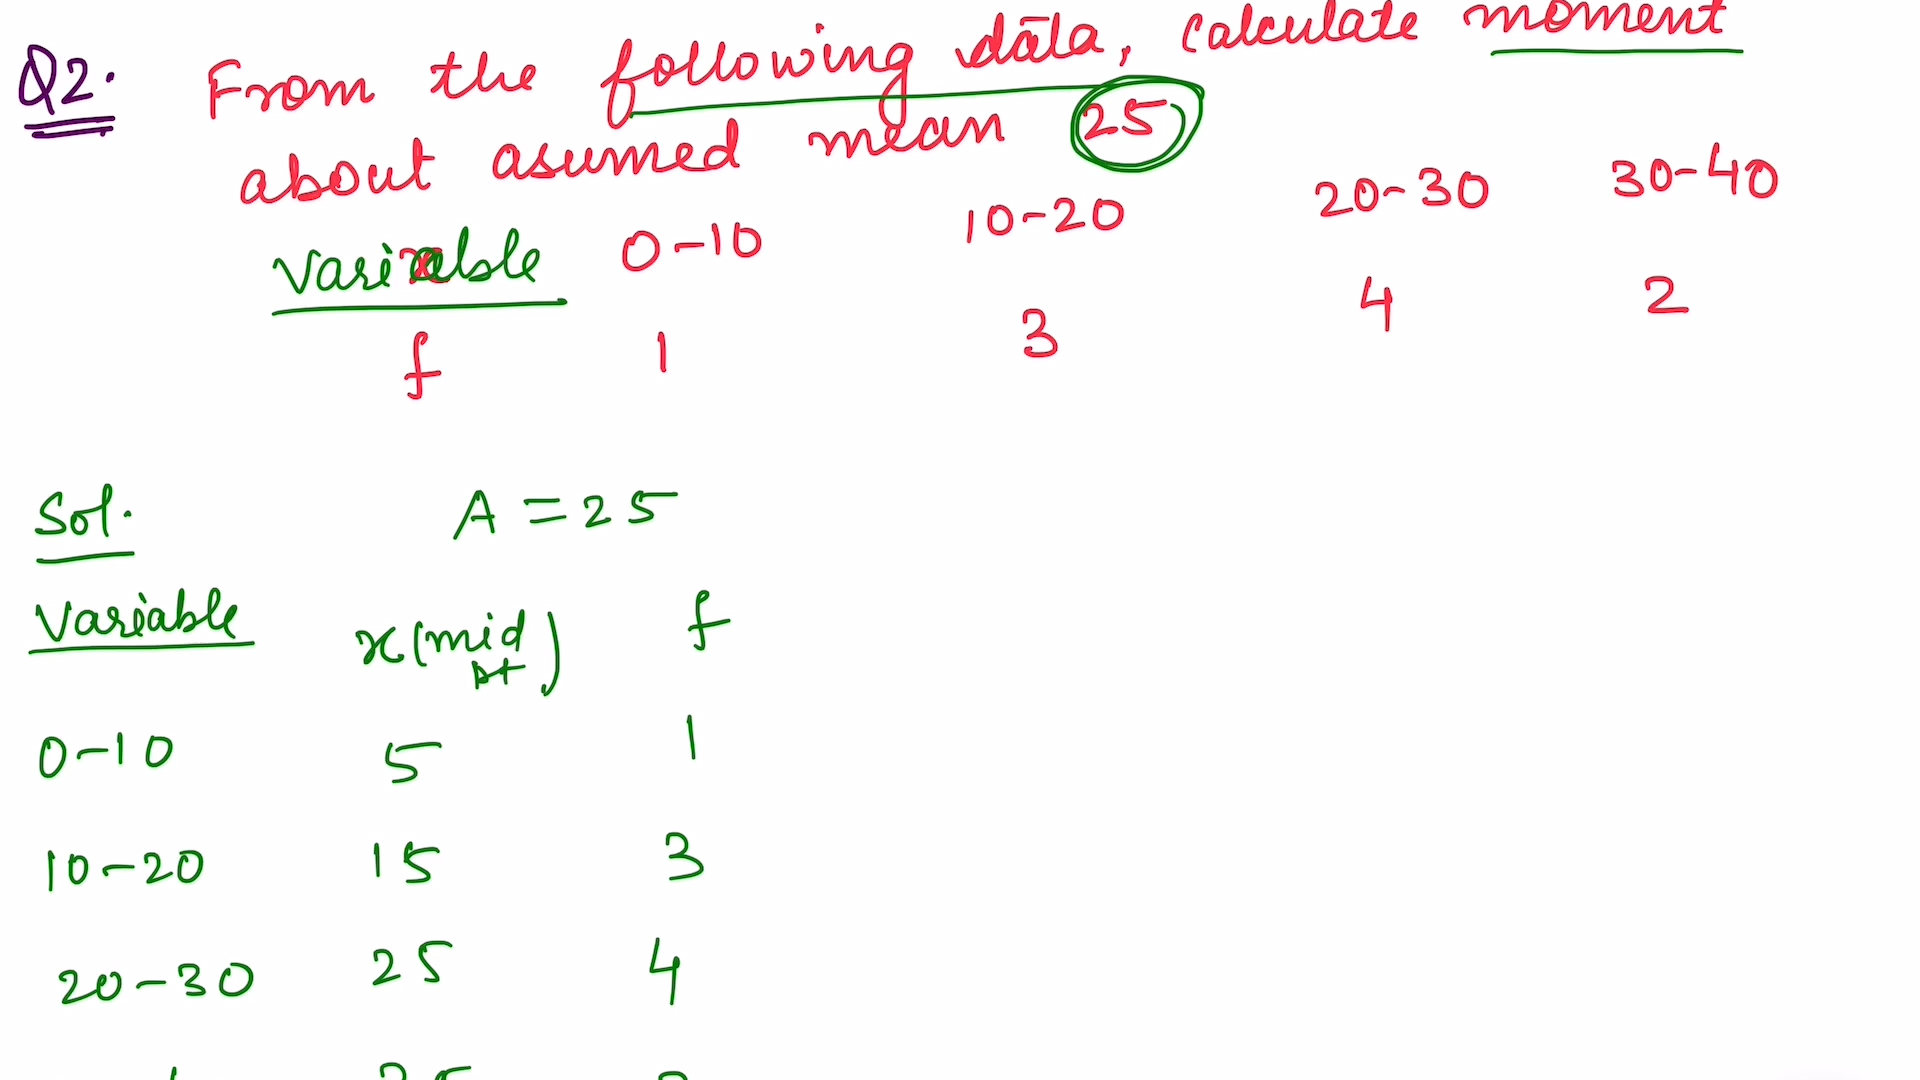 Q2. From the following data, calculate moment
about asumed mean 25
Variable 0-10 10-20 20-30 30-40
f 1 3 4 2
Sol. A = 25
Variable x (mid pt) f
0-10 5 1
10-20 15 3
20-30 25 4